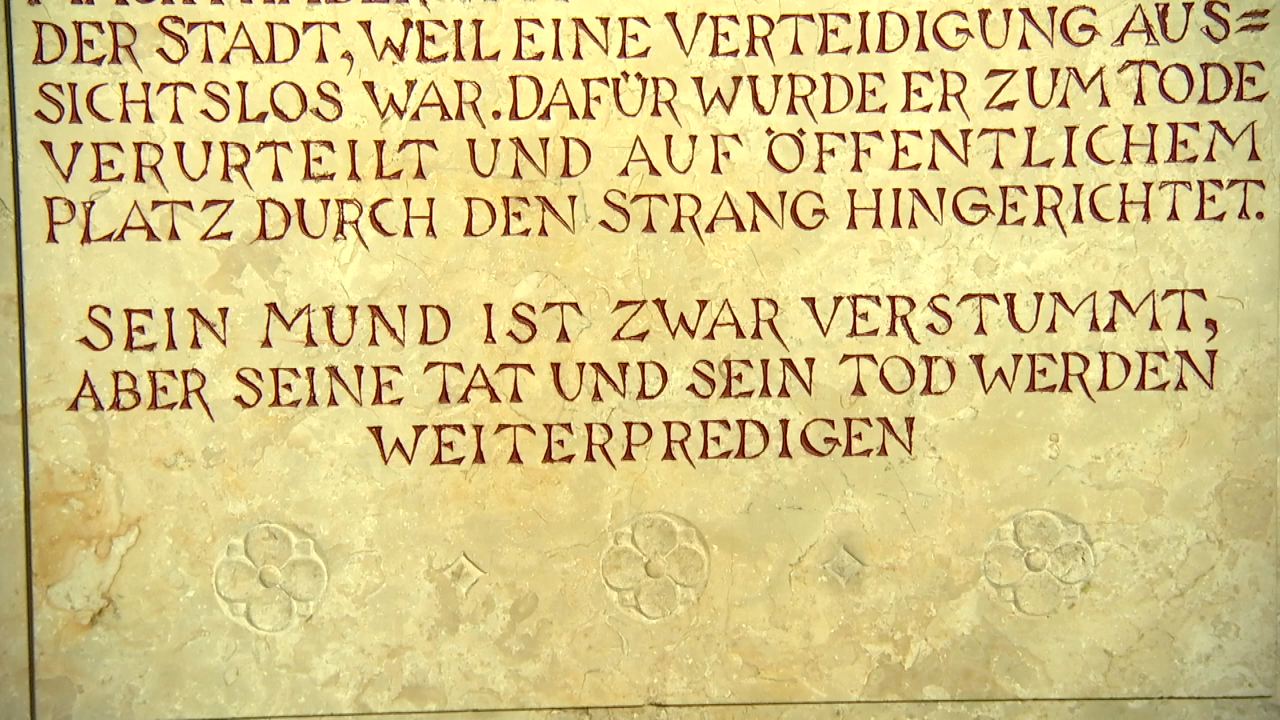 DER STADT, WEIL EINE VERTEIDIGUNG AUS=
SICHTSLOS WAR. DAFÜR WURDE ER ZUM TODE
VERURTEILT UND AUF ÖFFENTLICHEM
PLATZ DURCH DEN STRANG HINGERICHTET.
SEIN MUND IST ZWAR VERSTUMMT,
ABER SEINE TAT UND SEIN TOD WERDEN
WEITERPREDIGEN